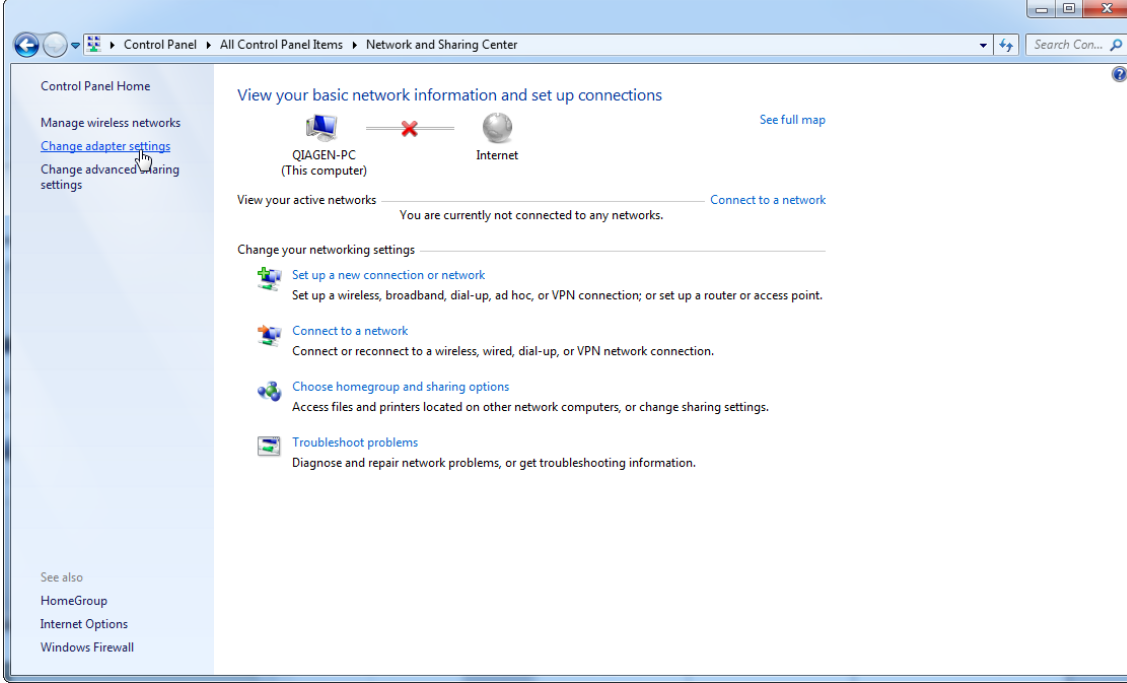 Control Panel ▸ All Control Panel Items ▸ Network and Sharing Center
Search Con...
Control Panel Home
Manage wireless networks
Change adapter settings
Change advanced sharing
settings
View your basic network information and set up connections
See full map
QIAGEN-PC
(This computer)
Internet
View your active networks
Connect to a network
You are currently not connected to any networks.
Change your networking settings
Set up a new connection or network
Set up a wireless, broadband, dial-up, ad hoc, or VPN connection; or set up a router or access point.
Connect to a network
Connect or reconnect to a wireless, wired, dial-up, or VPN network connection.
Choose homegroup and sharing options
Access files and printers located on other network computers, or change sharing settings.
Troubleshoot problems
Diagnose and repair network problems, or get troubleshooting information.
See also
HomeGroup
Internet Options
Windows Firewall